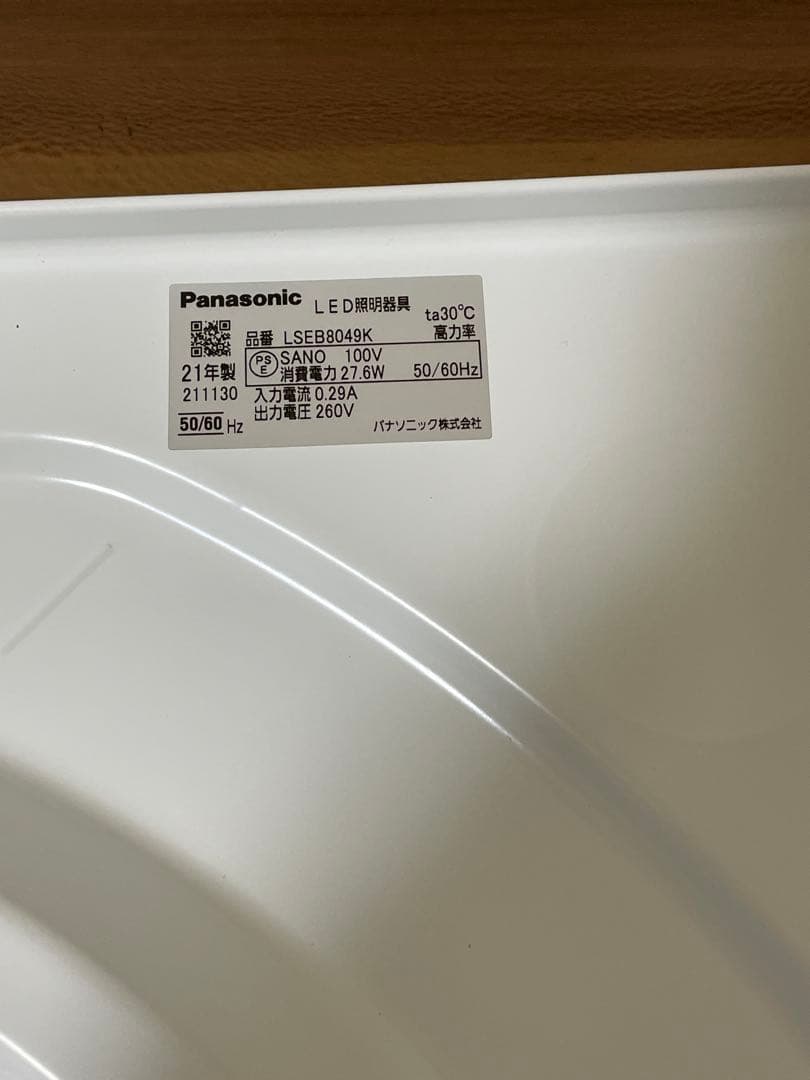 Panasonic LED照明器具 ta30℃
品番 LSEB8049K 高力率
PS E SANO 100V
21年製 消費電力 27.6W 50/60Hz
211130 入力電流 0.29A
出力電圧 260V
50/60 Hz パナソニック株式会社